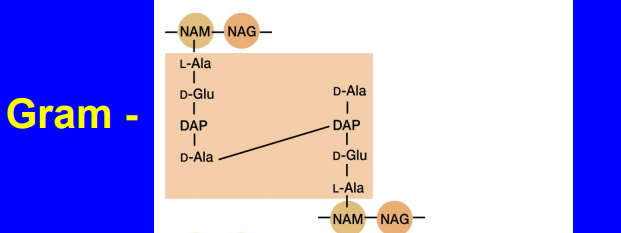 Gram -
NAM NAG
L-Ala
D-Glu
DAP
D-Ala
D-Ala
DAP
D-Glu
L-Ala
NAM NAG